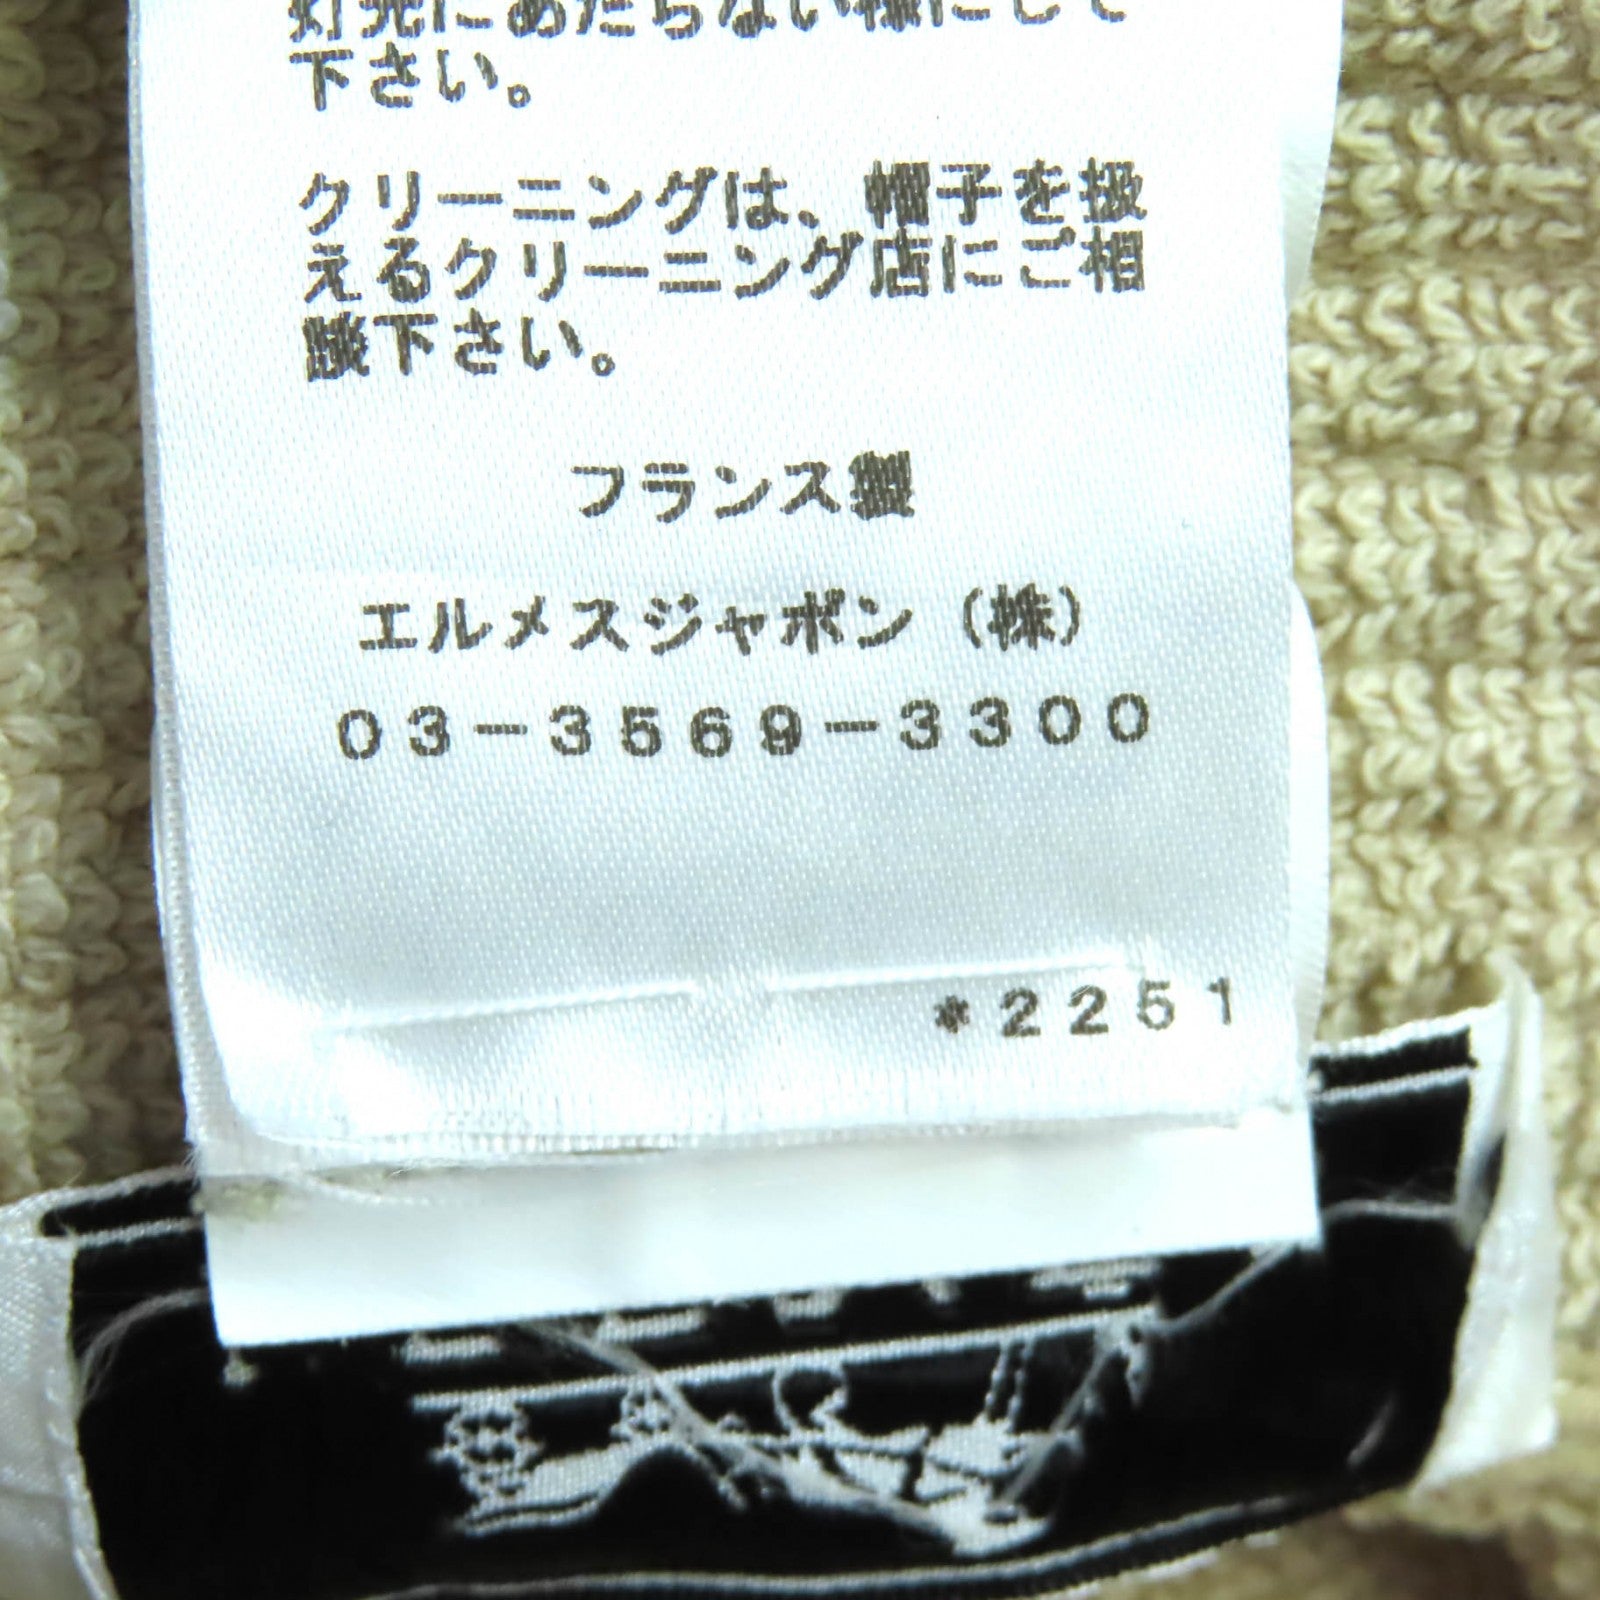 灯光にあたらない様にして
下さい。
クリーニングは、帽子を扱
えるクリーニング店にご相
談下さい。
フランス製
エルメスジャポン（株）
03-3569-3300
*2251